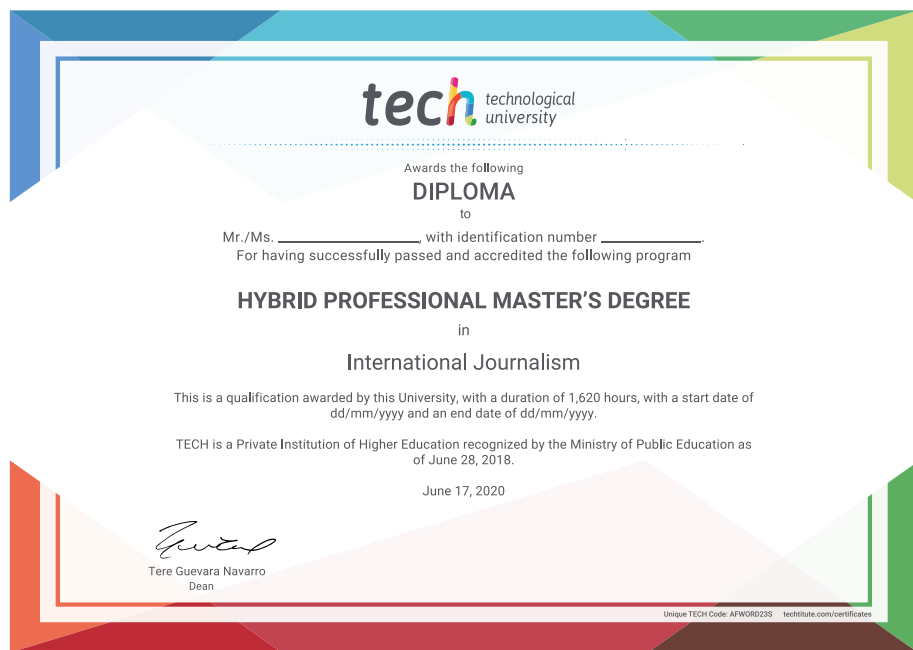 tech technological
university
Awards the following
DIPLOMA
to
Mr./Ms. ____________________, with identification number ______________.
For having successfully passed and accredited the following program
HYBRID PROFESSIONAL MASTER'S DEGREE
in
International Journalism
This is a qualification awarded by this University, with a duration of 1,620 hours, with a start date of
dd/mm/yyyy and an end date of dd/mm/yyyy.
TECH is a Private Institution of Higher Education recognized by the Ministry of Public Education as
of June 28, 2018.
June 17, 2020
Tere Guevara Navarro
Dean
Unique TECH Code: AFWORD23S techtitute.com/certificates